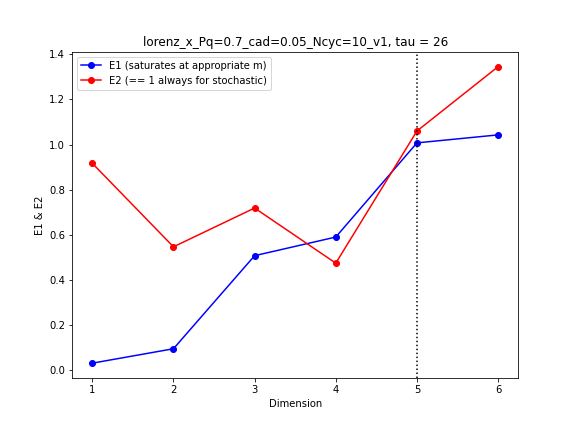 lorenz_x_Pq=0.7_cad=0.05_Ncyc=10_v1, tau = 26
E1 (saturates at appropriate m)
E2 (== 1 always for stochastic)
1.4
1.2
1.0
0.8
0.6
0.4
0.2
0.0
E1 & E2
1 2 3 4 5 6
Dimension